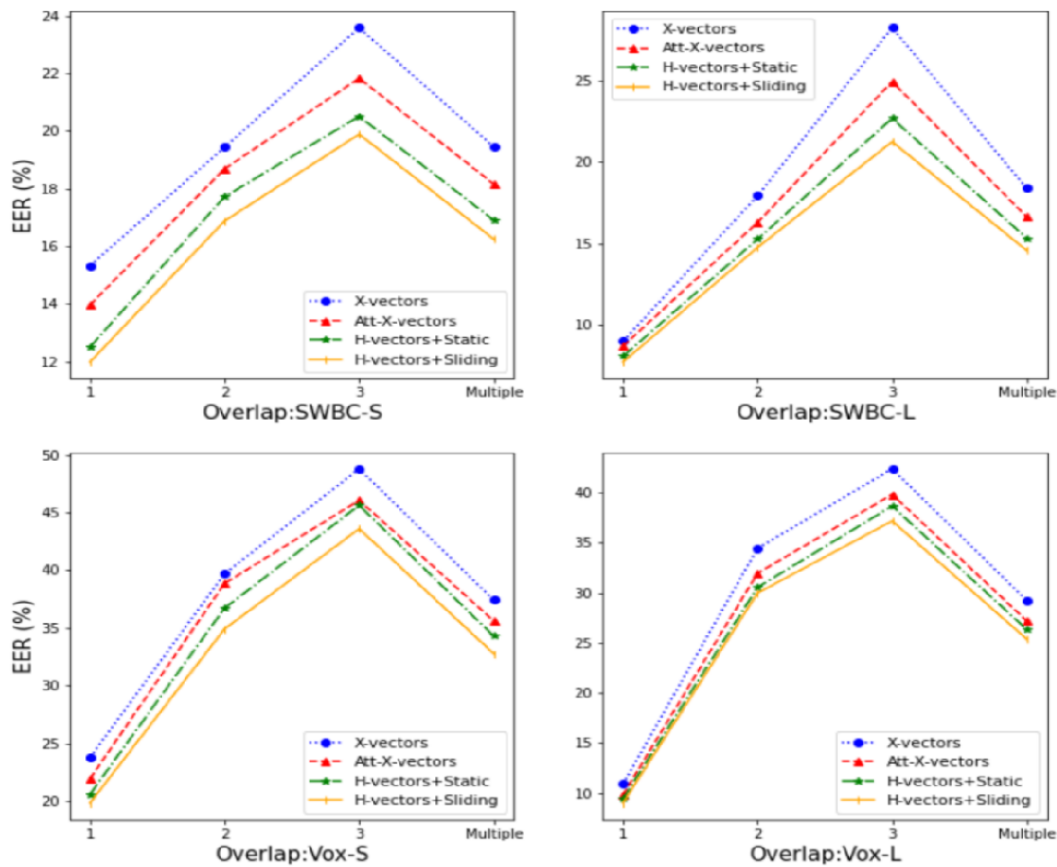 24
22
20
18
16
14
12
EER (%)
X-vectors
Att-X-vectors
H-vectors+Static
H-vectors+Sliding
1 2 3 Multiple
Overlap:SWBC-S
25
20
15
10
X-vectors
Att-X-vectors
H-vectors+Static
H-vectors+Sliding
1 2 3 Multiple
Overlap:SWBC-L
50
45
40
35
30
25
20
EER (%)
X-vectors
Att-X-vectors
H-vectors+Static
H-vectors+Sliding
1 2 3 Multiple
Overlap:Vox-S
40
35
30
25
20
15
10
X-vectors
Att-X-vectors
H-vectors+Static
H-vectors+Sliding
1 2 3 Multiple
Overlap:Vox-L